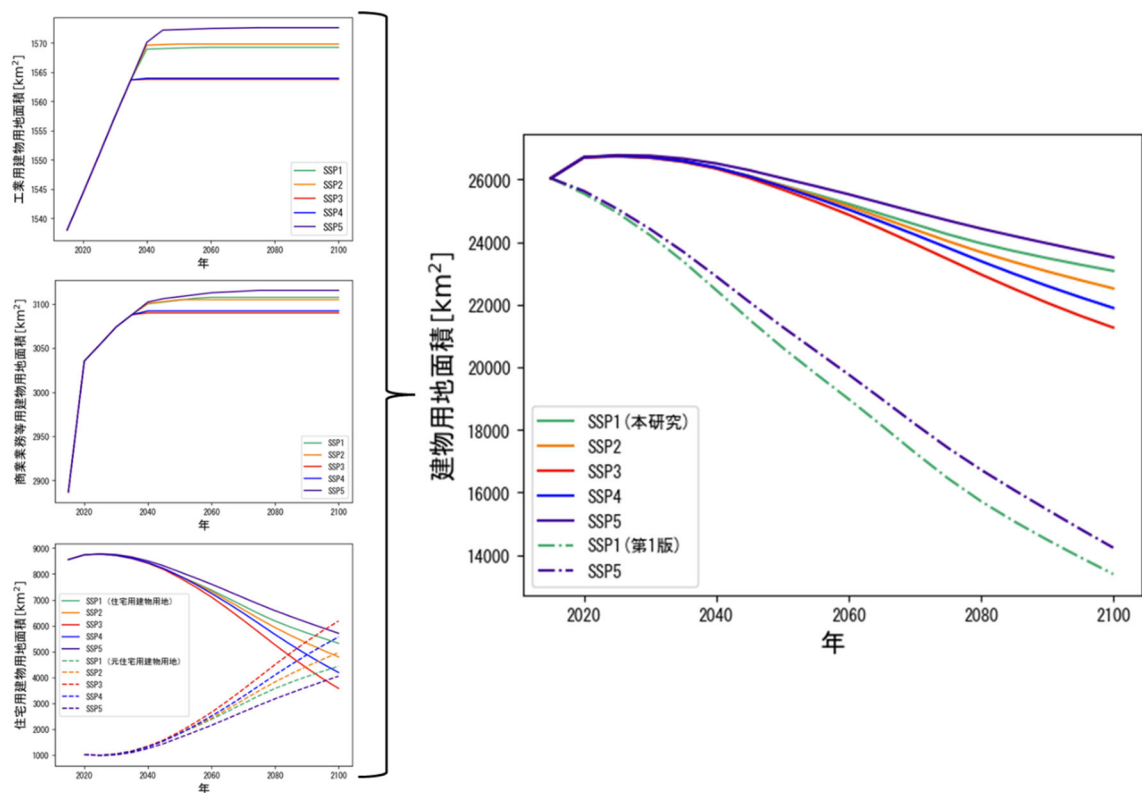 工業用建物用地面積[km²]
1570
1565
1560
1555
1550
1545
1540
SSP1
SSP2
SSP3
SSP4
SSP5
2020 2040 2060 2080 2100
年
商業業務等用建物用地面積[km²]
3100
3050
3000
2950
2900
SSP1
SSP2
SSP3
SSP4
SSP5
2020 2040 2060 2080 2100
年
住宅用建物用地面積[km²]
9000
8000
7000
6000
5000
4000
3000
2000
1000
SSP1 (住宅用建物用地)
SSP2
SSP3
SSP4
SSP5
SSP1 (元住宅用建物用地)
SSP2
SSP3
SSP4
SSP5
2020 2040 2060 2080 2100
年
建物用地面積[km²]
26000
24000
22000
20000
18000
16000
14000
SSP1(本研究)
SSP2
SSP3
SSP4
SSP5
SSP1(第1版)
SSP5
2020 2040 2060 2080 2100
年